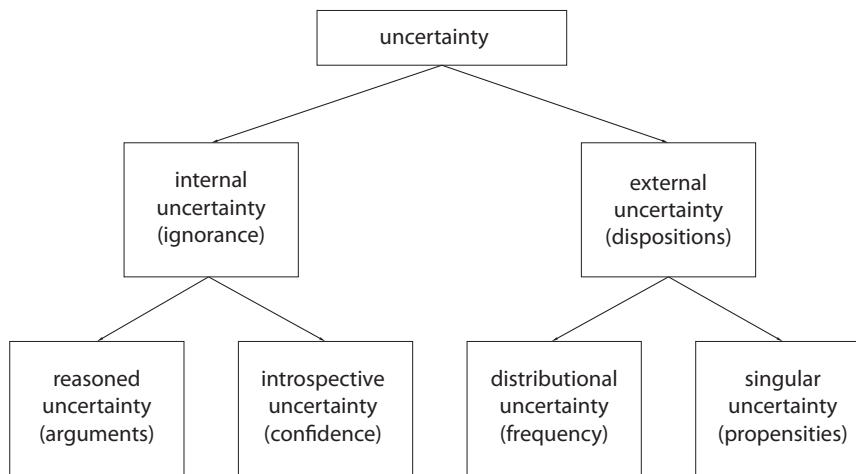 uncertainty
internal
uncertainty
(ignorance)
external
uncertainty
(dispositions)
reasoned
uncertainty
(arguments)
introspective
uncertainty
(confidence)
distributional
uncertainty
(frequency)
singular
uncertainty
(propensities)